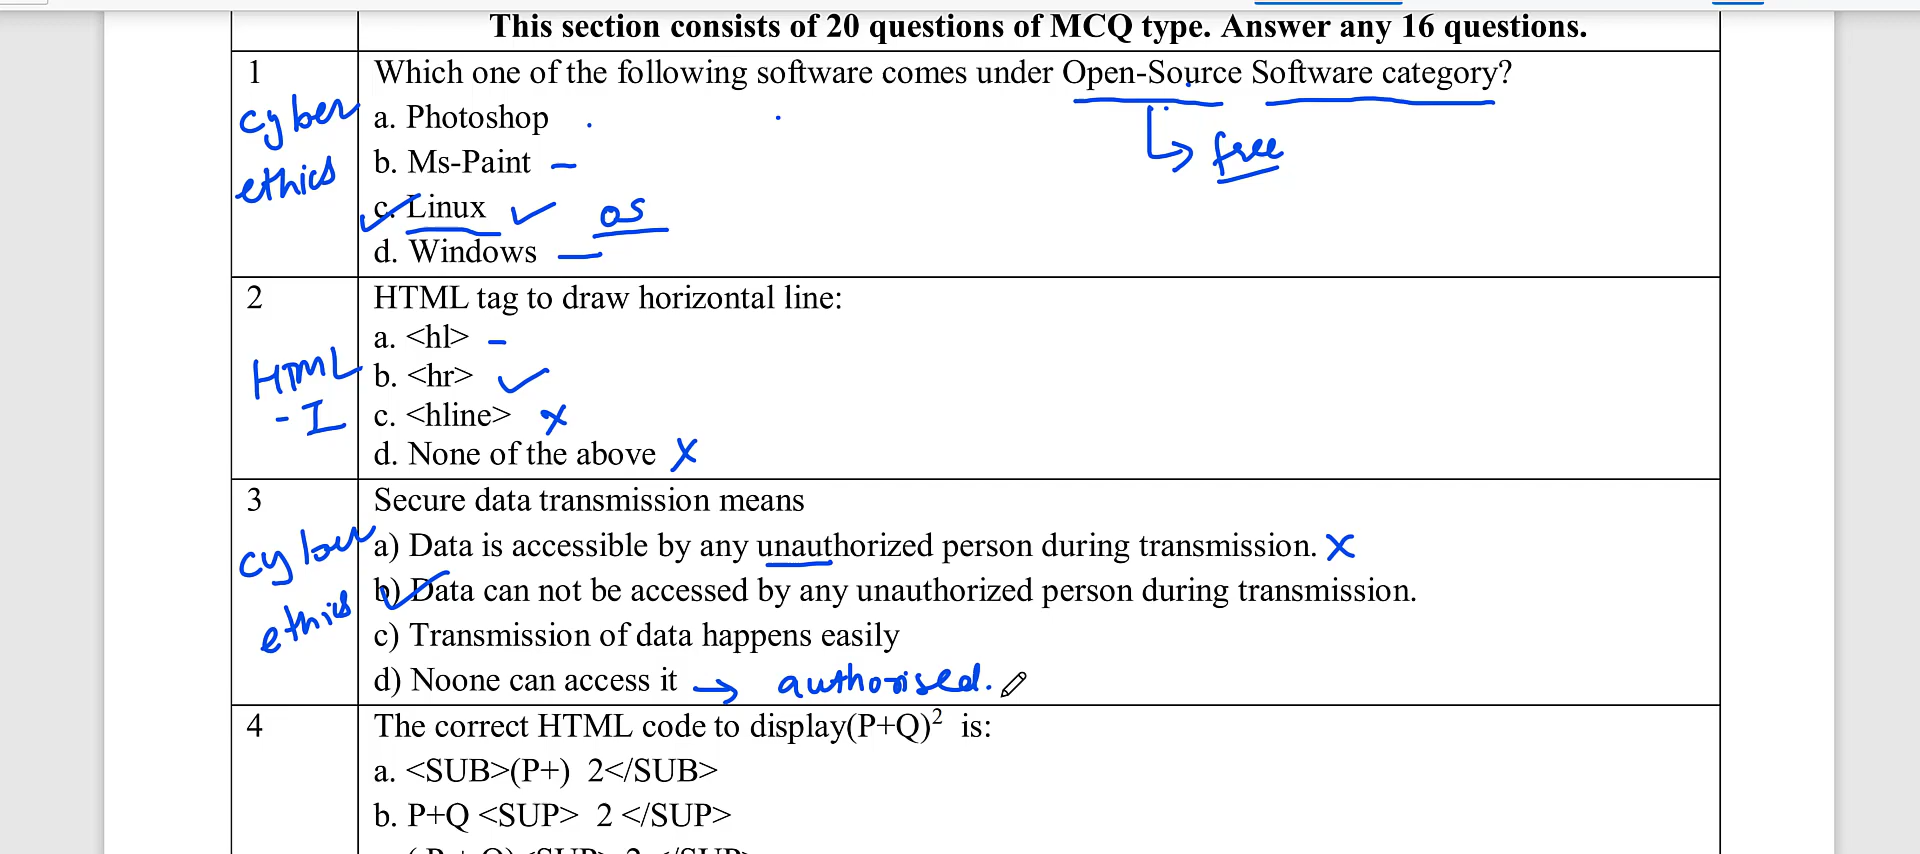 This section consists of 20 questions of MCQ type. Answer any 16 questions.
1
Which one of the following software comes under Open-Source Software category?
cyber
ethics
a. Photoshop
→ free
b. Ms-Paint –
✓ c. Linux ✓ os
d. Windows —
2
HTML tag to draw horizontal line:
HTML
- I
a. <hl> –
b. <hr> ✓
c. <hline> x
d. None of the above x
3
Secure data transmission means
cyber
ethics
a) Data is accessible by any unauthorized person during transmission. x
✓ b) Data can not be accessed by any unauthorized person during transmission.
c) Transmission of data happens easily
d) Noone can access it → authorised.
4
The correct HTML code to display(P+Q)² is:
a. <SUB>(P+) 2</SUB>
b. P+Q <SUP> 2 </SUP>